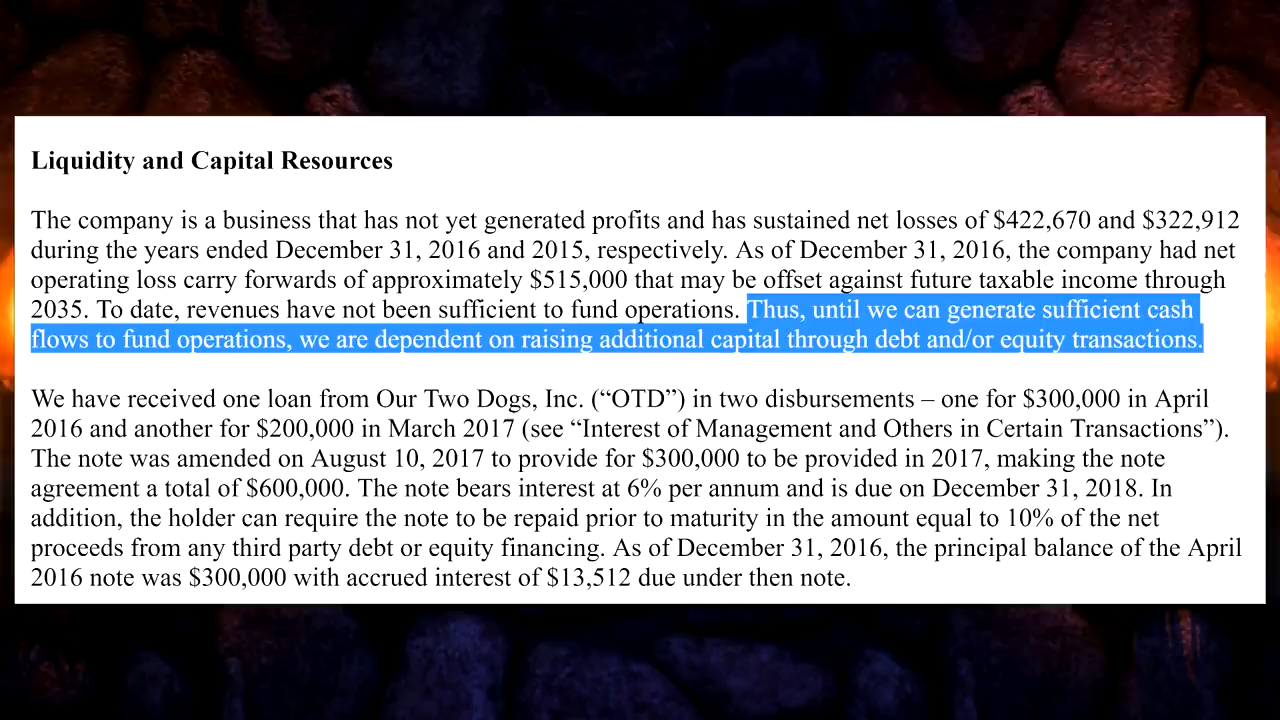 Liquidity and Capital Resources
The company is a business that has not yet generated profits and has sustained net losses of $422,670 and $322,912
during the years ended December 31, 2016 and 2015, respectively. As of December 31, 2016, the company had net
operating loss carry forwards of approximately $515,000 that may be offset against future taxable income through
2035. To date, revenues have not been sufficient to fund operations. Thus, until we can generate sufficient cash
flows to fund operations, we are dependent on raising additional capital through debt and/or equity transactions.
We have received one loan from Our Two Dogs, Inc. (“OTD”) in two disbursements – one for $300,000 in April
2016 and another for $200,000 in March 2017 (see “Interest of Management and Others in Certain Transactions”).
The note was amended on August 10, 2017 to provide for $300,000 to be provided in 2017, making the note
agreement a total of $600,000. The note bears interest at 6% per annum and is due on December 31, 2018. In
addition, the holder can require the note to be repaid prior to maturity in the amount equal to 10% of the net
proceeds from any third party debt or equity financing. As of December 31, 2016, the principal balance of the April
2016 note was $300,000 with accrued interest of $13,512 due under then note.